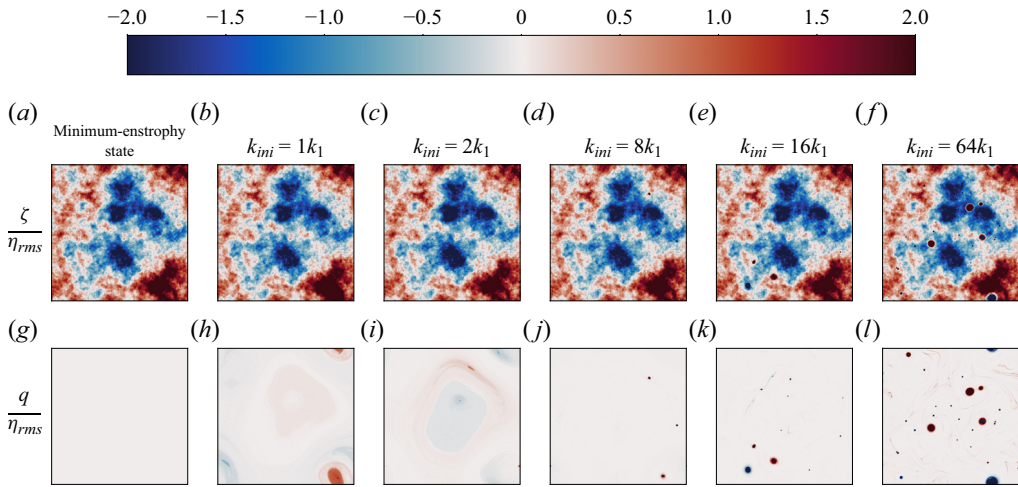 −2.0 −1.5 −1.0 −0.5 0 0.5 1.0 1.5 2.0
(a) (b) (c) (d) (e) (f)
Minimum-enstrophy
state
k_ini = 1k_1 k_ini = 2k_1 k_ini = 8k_1 k_ini = 16k_1 k_ini = 64k_1
ζ
η_rms
(g) (h) (i) (j) (k) (l)
q
η_rms